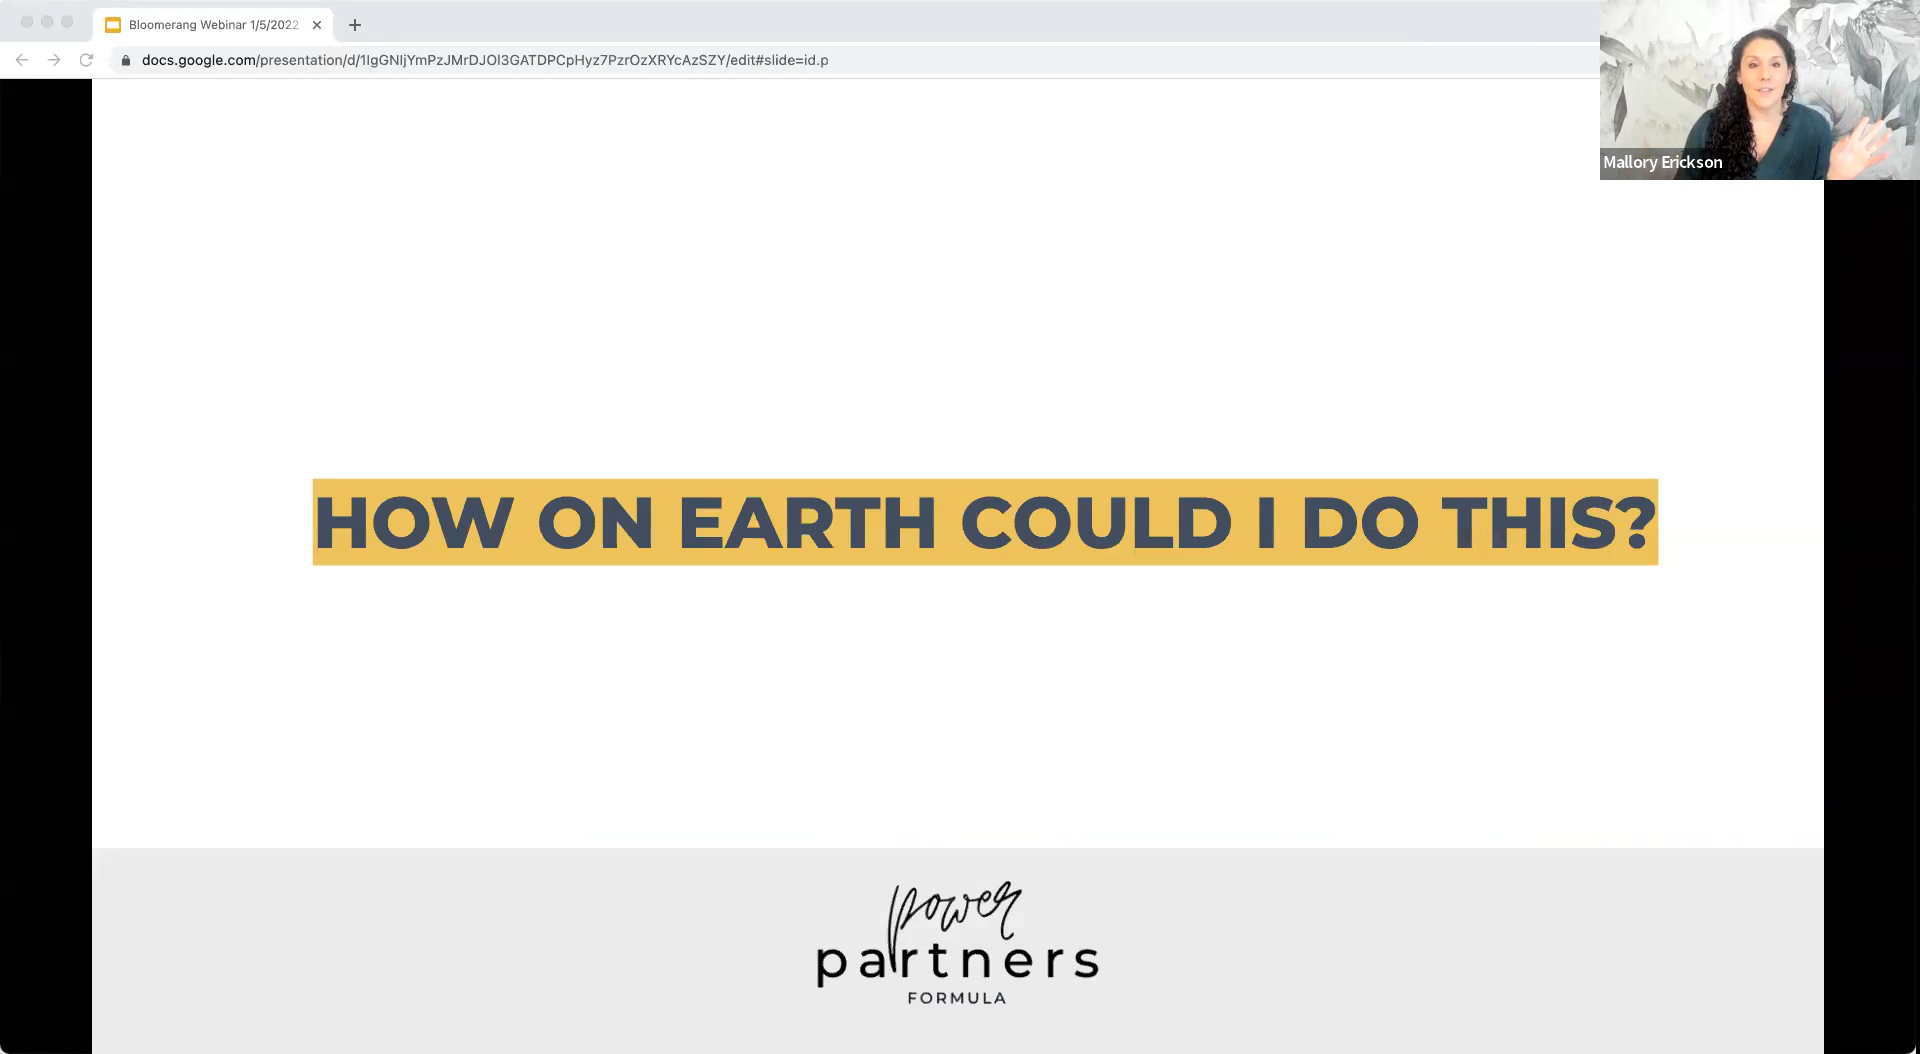 Bloomerang Webinar 1/5/2022
docs.google.com/presentation/d/1IgGNIjYmPzJMrDJOI3GATDPCpHyz7PzrOzXRYcAzSZY/edit#slide=id.p
Mallory Erickson
HOW ON EARTH COULD I DO THIS?
power
partners
FORMULA